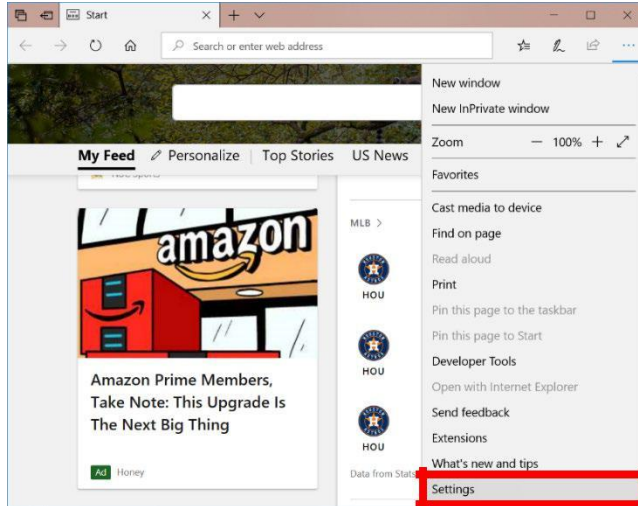 Start
Search or enter web address
My Feed Personalize Top Stories US News
MLB >
amazon
HOU
HOU
HOU
Amazon Prime Members,
Take Note: This Upgrade Is
The Next Big Thing
Ad Honey
Data from Stats
New window
New InPrivate window
Zoom — 100% +
Favorites
Cast media to device
Find on page
Read aloud
Print
Pin this page to the taskbar
Pin this page to Start
Developer Tools
Open with Internet Explorer
Send feedback
Extensions
What's new and tips
Settings